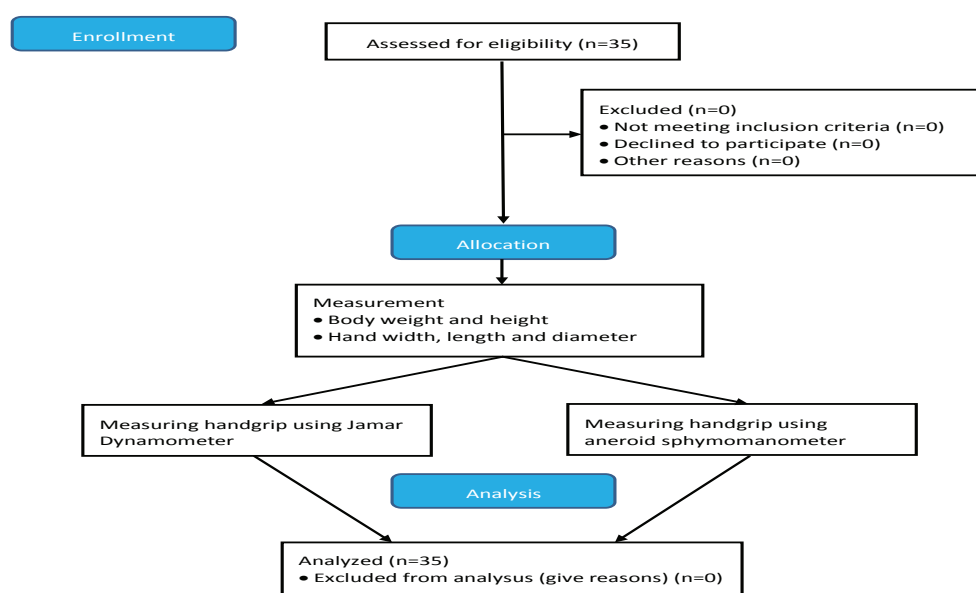 Enrollment
Assessed for eligibility (n=35)
Excluded (n=0)
● Not meeting inclusion criteria (n=0)
● Declined to participate (n=0)
● Other reasons (n=0)
Allocation
Measurement
● Body weight and height
● Hand width, length and diameter
Measuring handgrip using Jamar
Dynamometer
Measuring handgrip using
aneroid sphymomanometer
Analysis
Analyzed (n=35)
● Excluded from analysus (give reasons) (n=0)